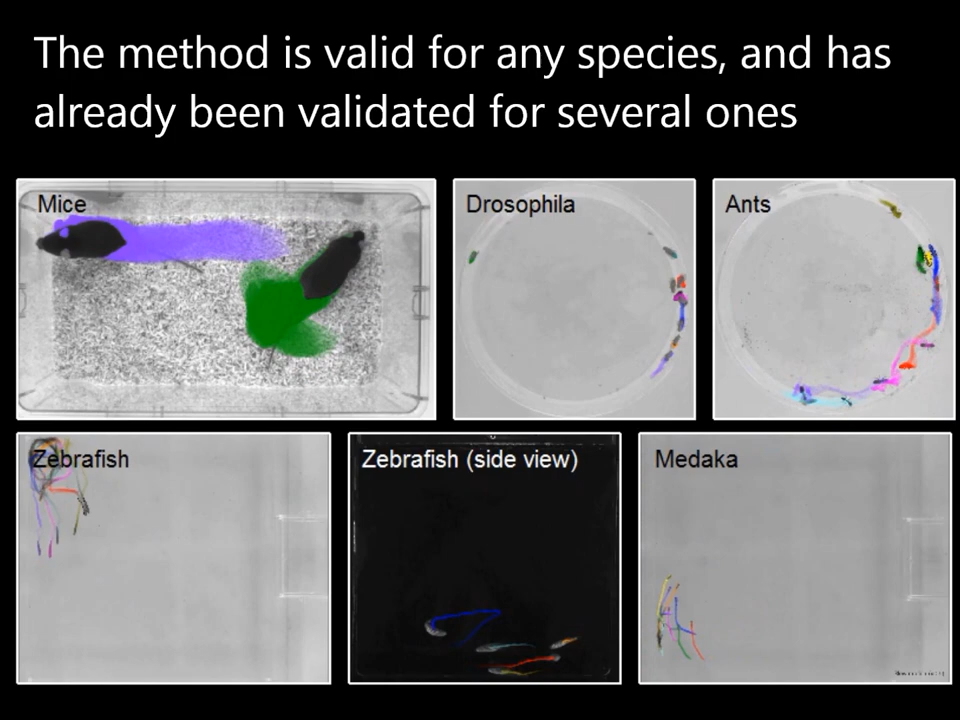 The method is valid for any species, and has
already been validated for several ones
Mice
Drosophila
Ants
Zebrafish
Zebrafish (side view)
Medaka